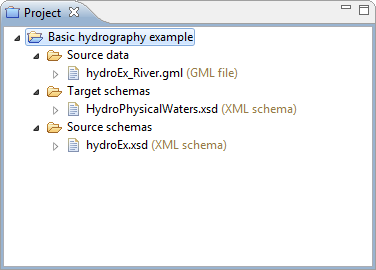 Project
Basic hydrography example
Source data
hydroEx_River.gml (GML file)
Target schemas
HydroPhysicalWaters.xsd (XML schema)
Source schemas
hydroEx.xsd (XML schema)